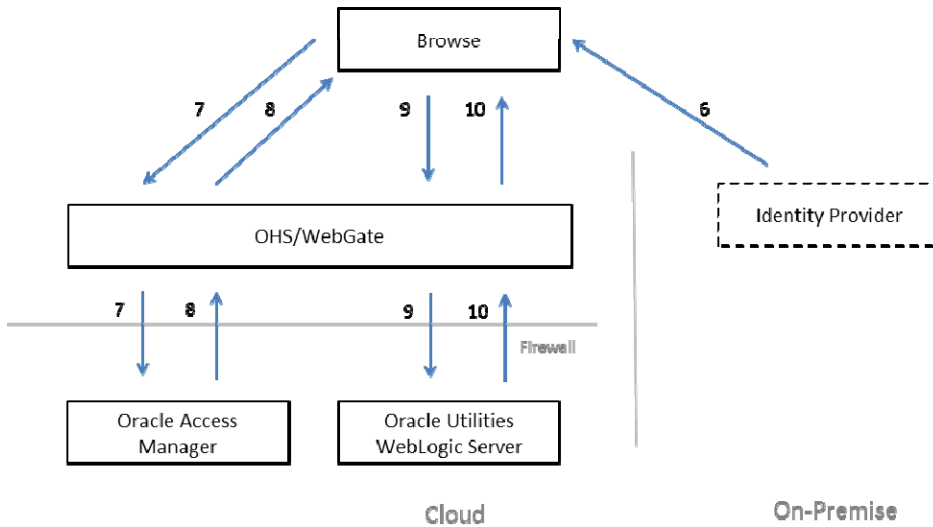 Browse
7
8
9
10
6
Identity Provider
OHS/WebGate
7
8
9
10
Firewall
Oracle Access
Manager
Oracle Utilities
WebLogic Server
Cloud
On-Premise